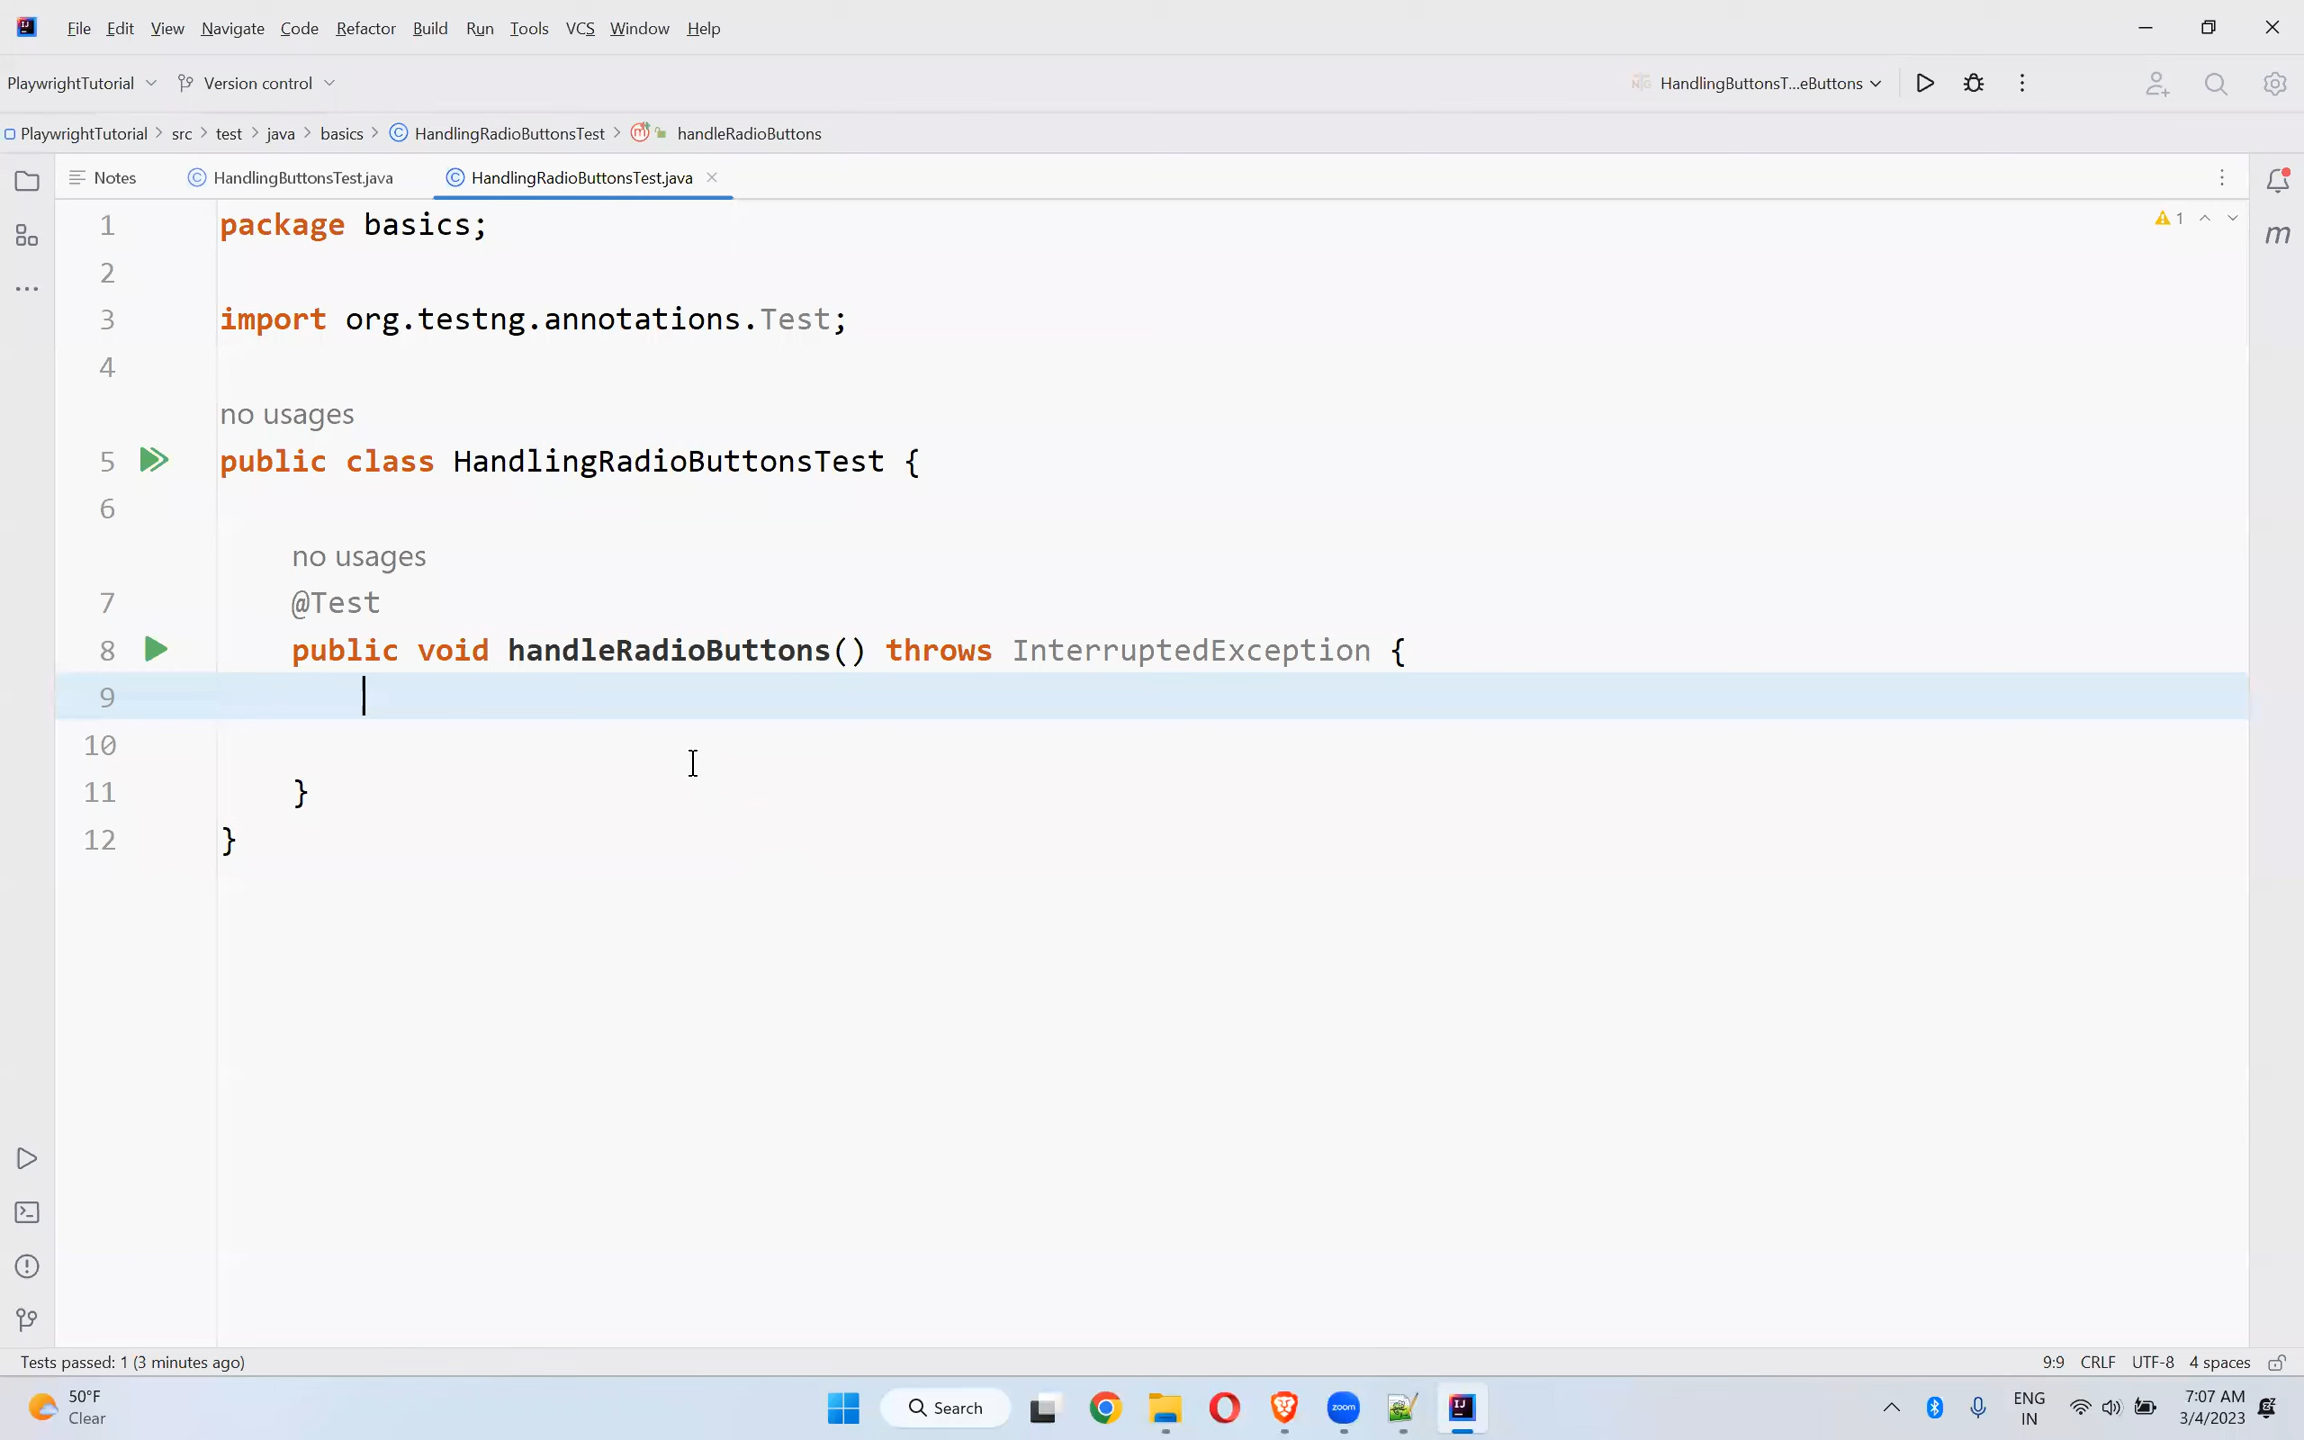 File Edit View Navigate Code Refactor Build Run Tools VCS Window Help
PlaywrightTutorial Version control HandlingButtonsT...eButtons
PlaywrightTutorial src test java basics HandlingRadioButtonsTest handleRadioButtons
Notes HandlingButtonsTest.java HandlingRadioButtonsTest.java
1 package basics; 1
2
3 import org.testng.annotations.Test;
4
no usages
5 public class HandlingRadioButtonsTest {
6
no usages
7 @Test
8 public void handleRadioButtons() throws InterruptedException {
9
10
11 }
12 }
Tests passed: 1 (3 minutes ago) 9:9 CRLF UTF-8 4 spaces
50°F
Clear
Search
zoom
ENG
IN
7:07 AM
3/4/2023